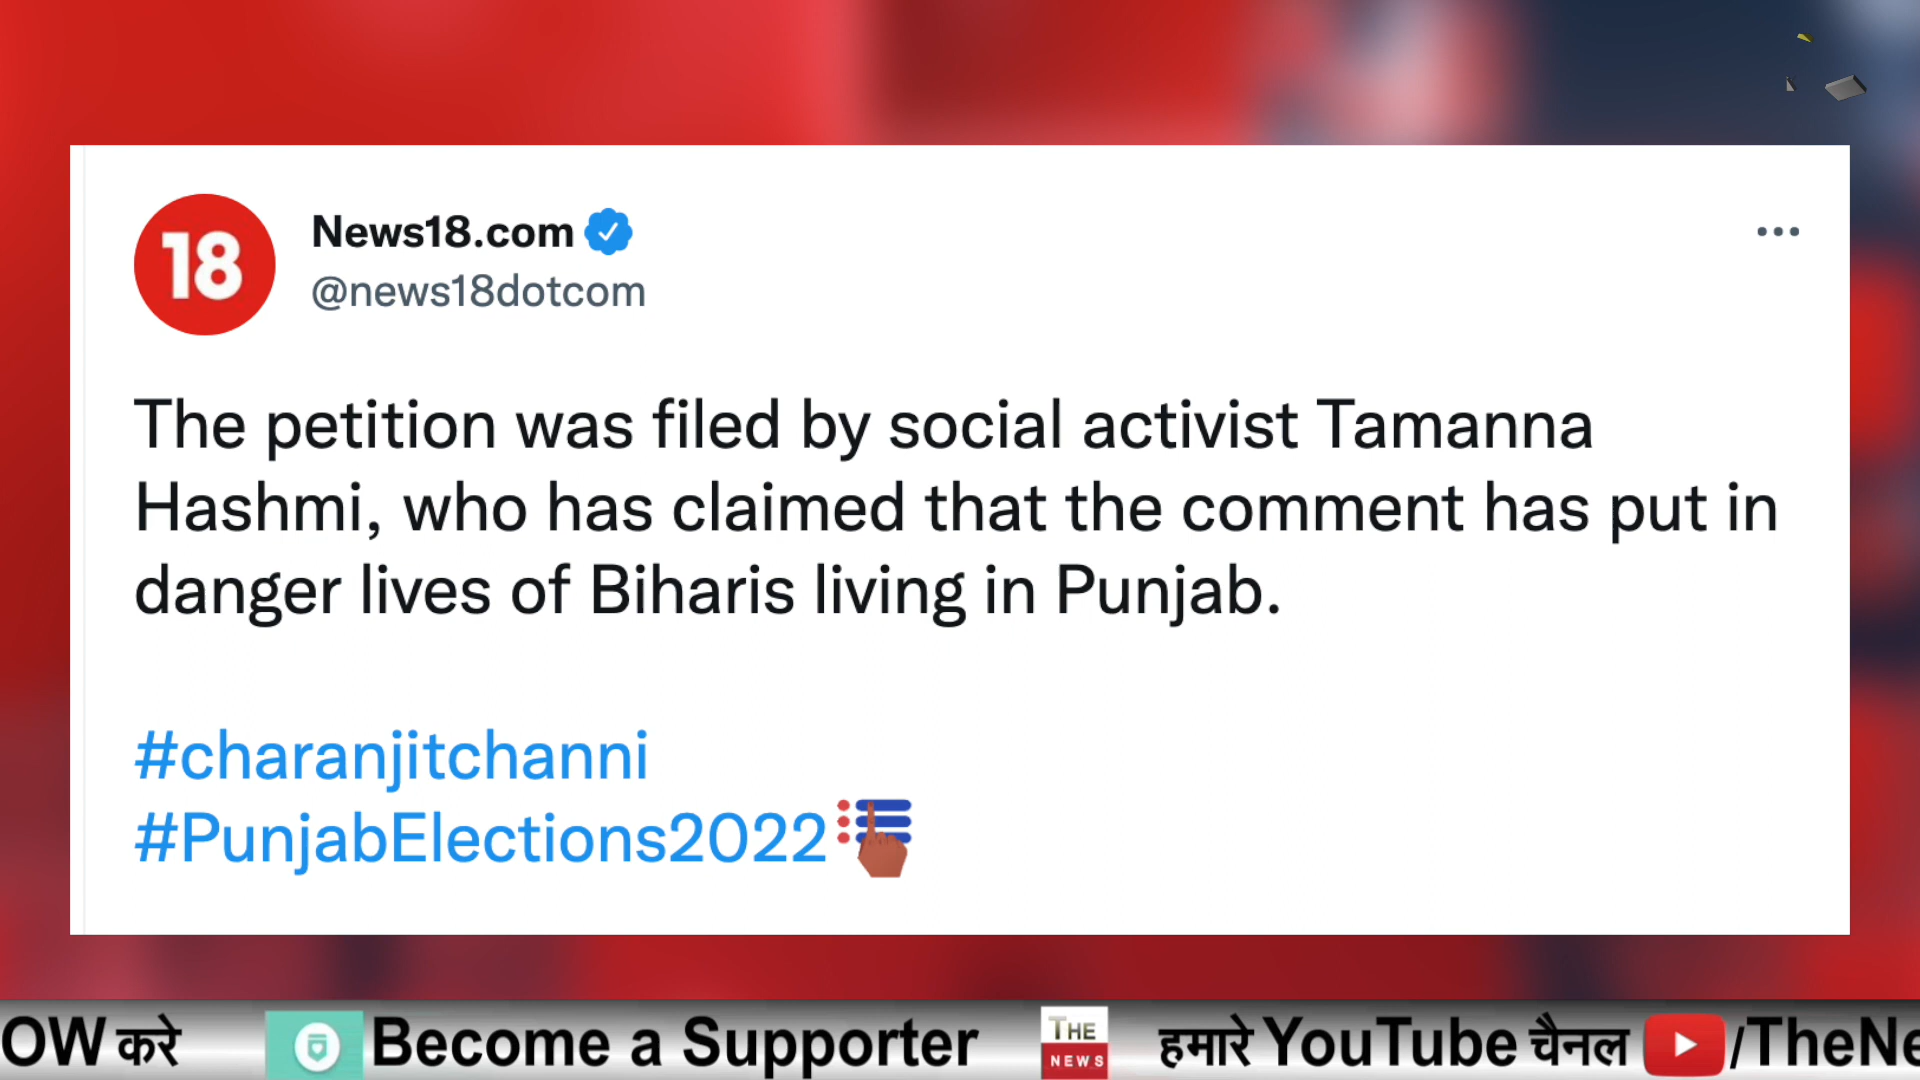 18
News18.com
@news18dotcom
The petition was filed by social activist Tamanna
Hashmi, who has claimed that the comment has put in
danger lives of Biharis living in Punjab.
#charanjitchanni
#PunjabElections2022
OW करे Become a Supporter THE NEWS हमारे YouTube चैनल /TheNe